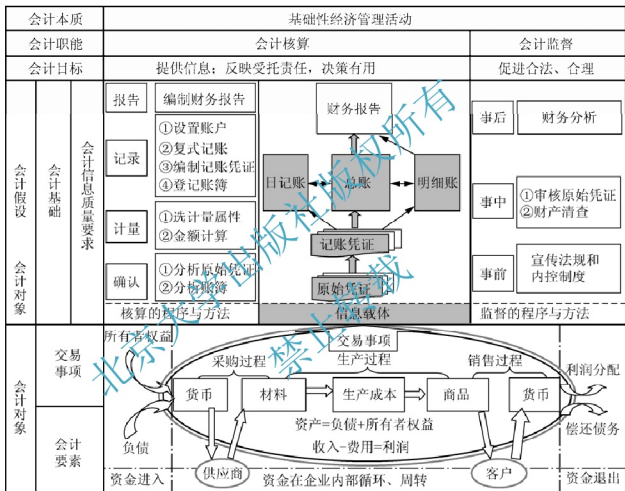 会计本质 基础性经济管理活动
会计职能 会计核算 会计监督
会计目标 提供信息：反映受托责任，决策有用 促进合法、合理
会计假设
会计基础
会计信息质量要求
报告 编制财务报告
记录 ①设置账户
②复式记账
③编制记账凭证
④登记账簿
计量 ①选计量属性
②金额计算
确认 ①分析原始凭证
②分析账簿
核算的程序与方法
财务报告
日记账 总账 明细账
记账凭证
原始凭证
信息载体
事后 财务分析
事中 ①审核原始凭证
②财产清查
事前 宣传法规和
内控制度
监督的程序与方法
会计对象
会计对象
交易
事项
会计
要素
所有者权益
负债
资金进入
交易事项
采购过程 生产过程 销售过程
货币 材料 生产成本 商品 货币
资产=负债+所有者权益
收入-费用=利润
供应商 客户
资金在企业内部循环、周转
利润分配
偿还债务
资金退出
北京大学出版社版权所有
禁止转载